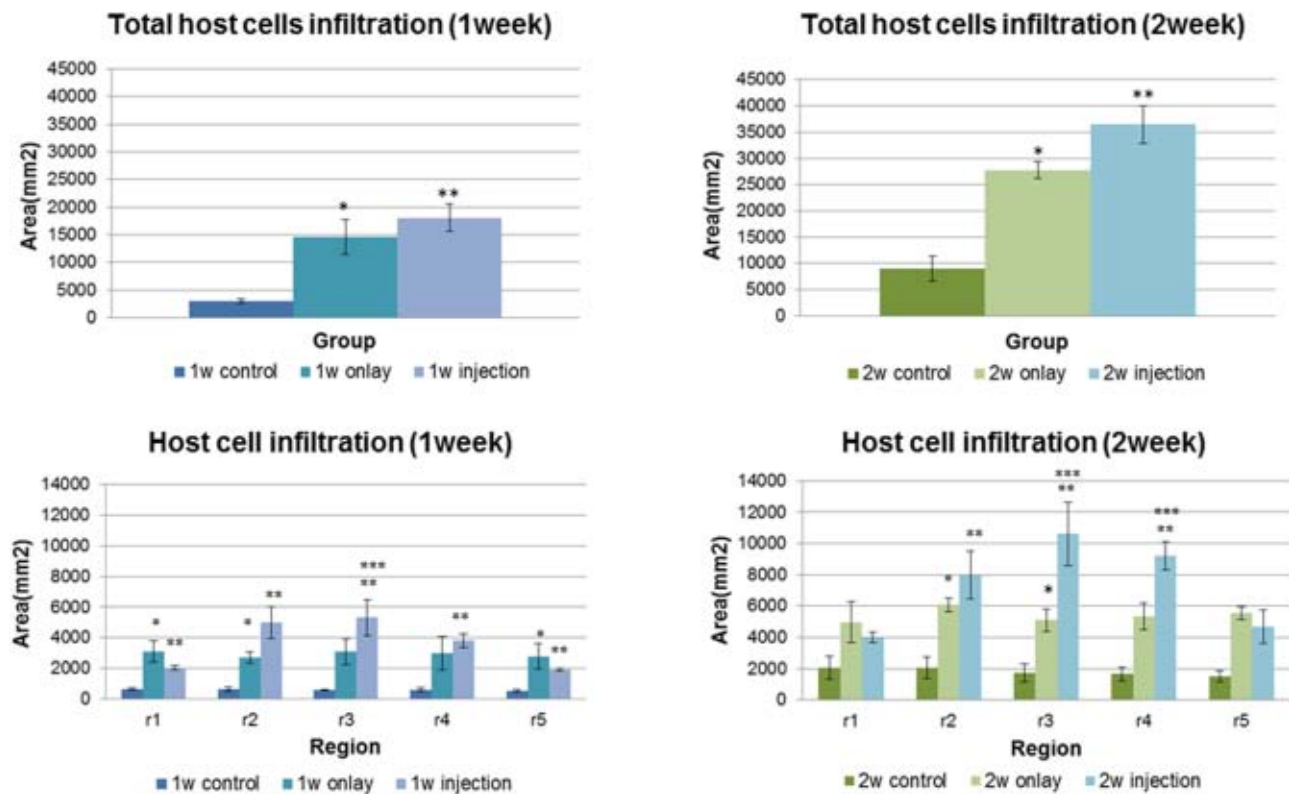 Total host cells infiltration (1week)
45000
40000
35000
30000
25000
20000
15000
10000
5000
0
Area(mm2)
*
**
Group
1w control 1w onlay 1w injection
Total host cells infiltration (2week)
45000
40000
35000
30000
25000
20000
15000
10000
5000
0
Area(mm2)
*
**
Group
2w control 2w onlay 2w injection
Host cell infiltration (1week)
14000
12000
10000
8000
6000
4000
2000
0
Area(mm2)
* ** * ** *** ** ** * **
r1 r2 r3 r4 r5
Region
1w control 1w onlay 1w injection
Host cell infiltration (2week)
14000
12000
10000
8000
6000
4000
2000
0
Area(mm2)
* ** * *** ** *** **
r1 r2 r3 r4 r5
Region
2w control 2w onlay 2w injection